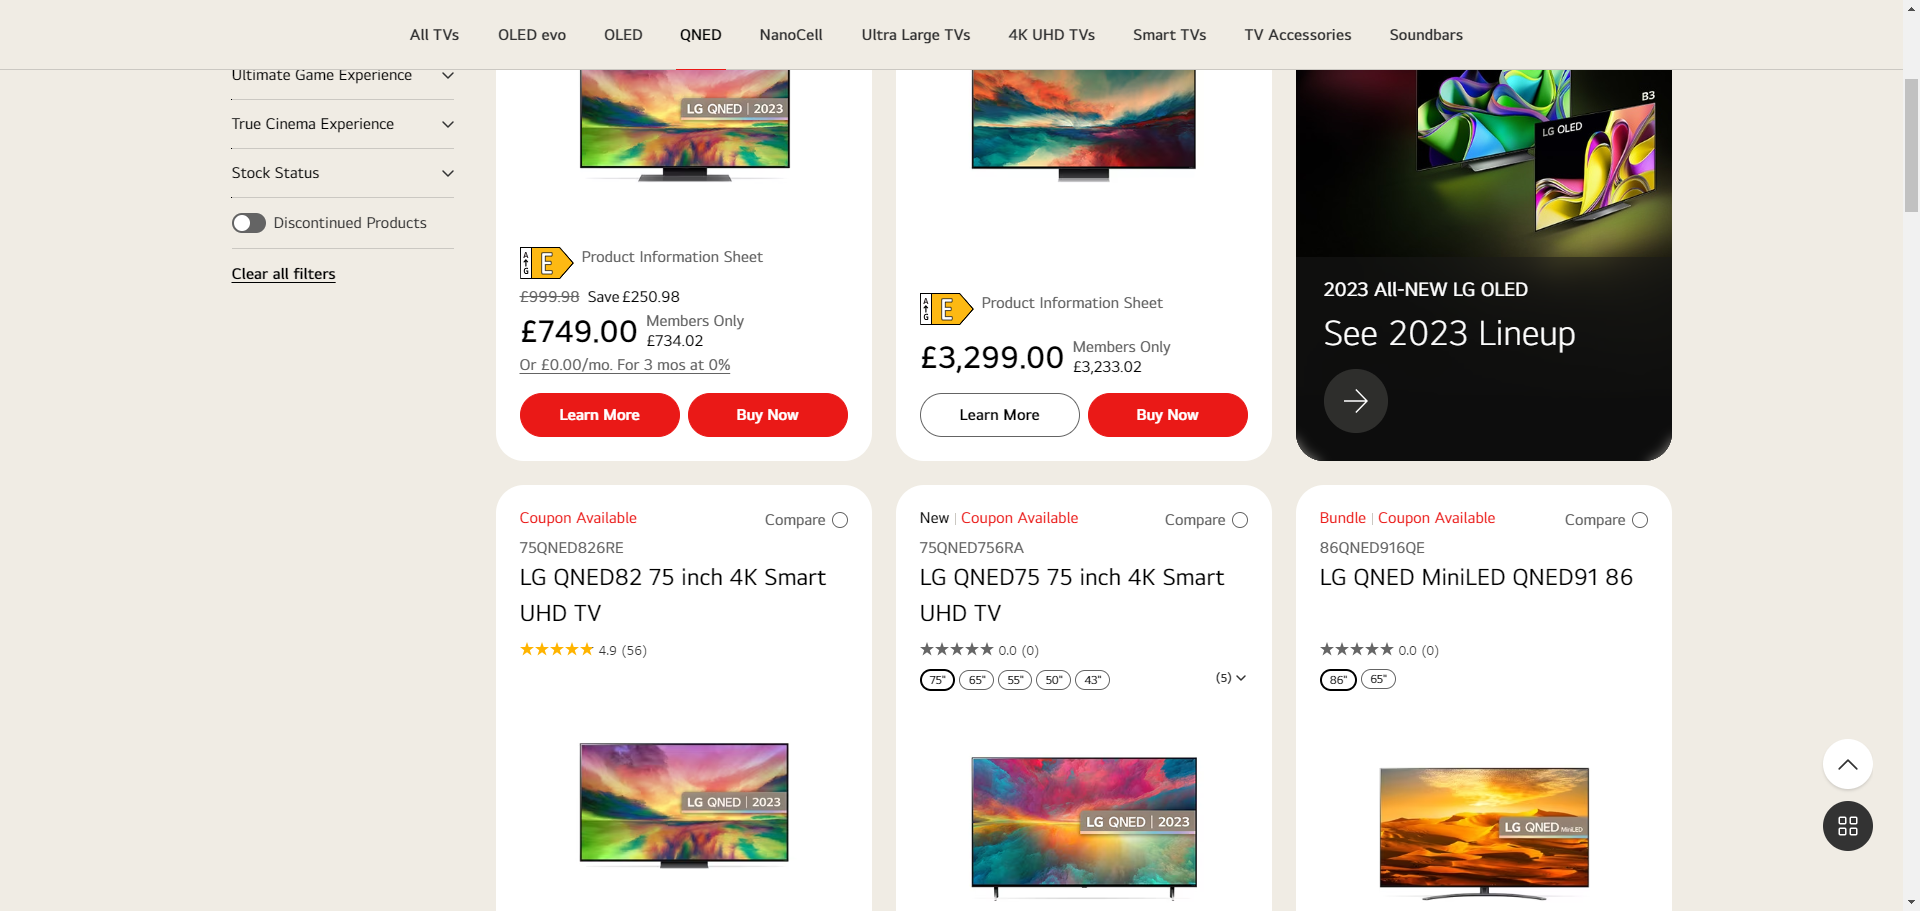 All TVs
OLED evo
OLED
QNED
NanoCell
Ultra Large TVs
4K UHD TVs
Smart TVs
TV Accessories
Soundbars
Ultimate Game Experience
True Cinema Experience
Stock Status
Discontinued Products
Clear all filters
LG QNED | 2023
A
G
E
Product Information Sheet
£999.98 Save £250.98
£749.00
Members Only
£734.02
Or £0.00/mo. For 3 mos at 0%
Learn More
Buy Now
A
G
E
Product Information Sheet
£3,299.00
Members Only
£3,233.02
Learn More
Buy Now
B3
LG OLED
2023 All-NEW LG OLED
See 2023 Lineup
Coupon Available
Compare
75QNED826RE
LG QNED82 75 inch 4K Smart
UHD TV
4.9 (56)
LG QNED | 2023
New | Coupon Available
Compare
75QNED756RA
LG QNED75 75 inch 4K Smart
UHD TV
0.0 (0)
75" 65" 55" 50" 43" (5)
LG QNED | 2023
Bundle | Coupon Available
Compare
86QNED916QE
LG QNED MiniLED QNED91 86
0.0 (0)
86" 65"
LG QNED MiniLED